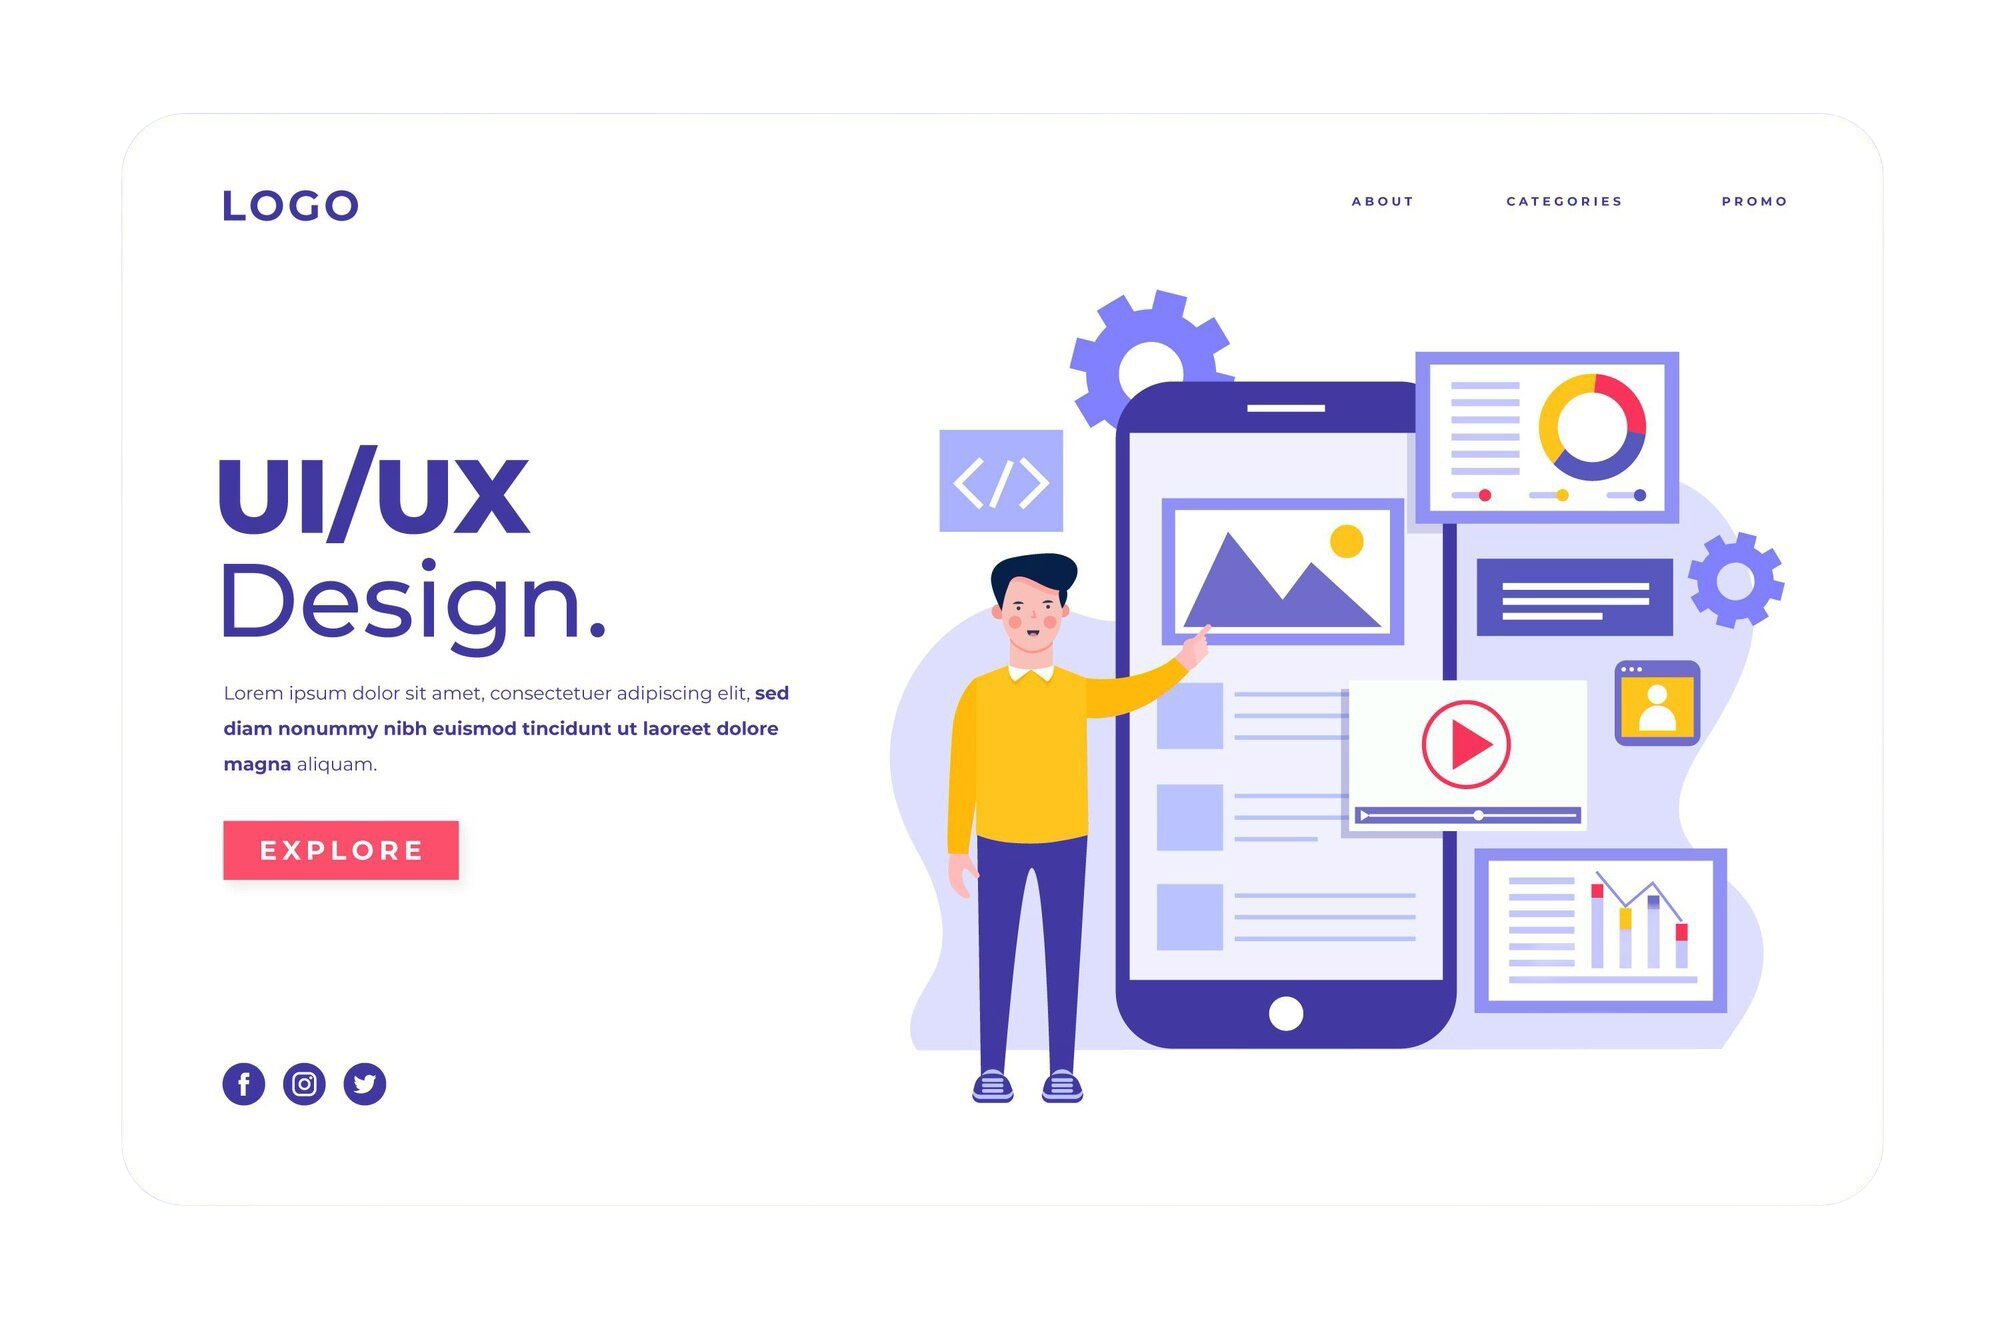 LOGO
ABOUT CATEGORIES PROMO
UI/UX
Design.
Lorem ipsum dolor sit amet, consectetuer adipiscing elit, sed
diam nonummy nibh euismod tincidunt ut laoreet dolore
magna aliquam.
EXPLORE